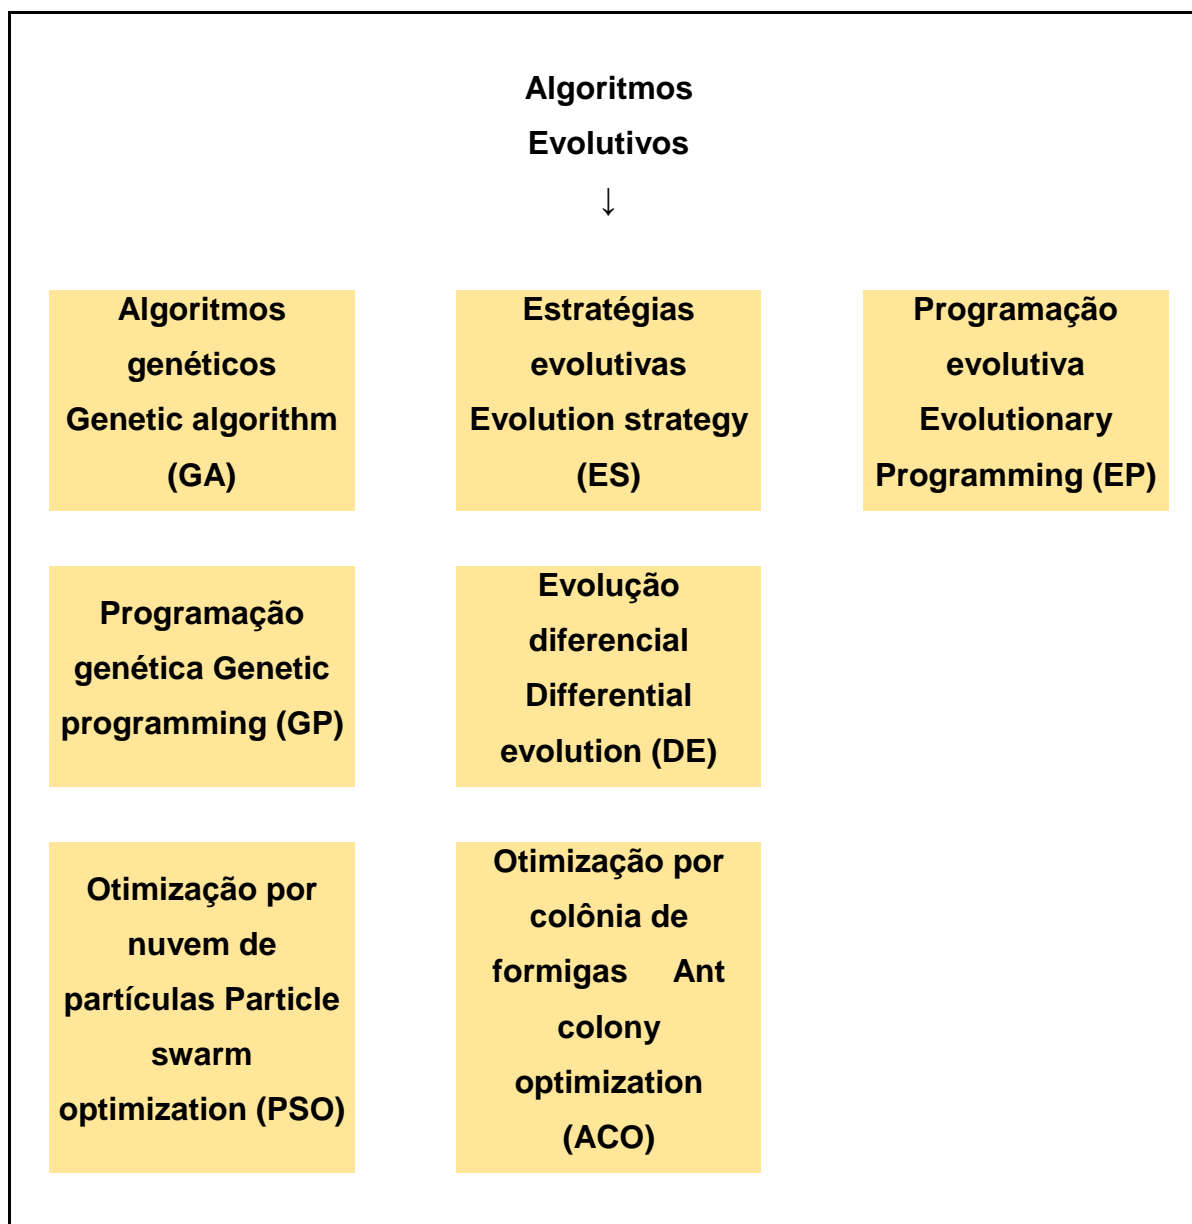 Algoritmos
Evolutivos
↓
Algoritmos
genéticos
Genetic algorithm
(GA)
Estratégias
evolutivas
Evolution strategy
(ES)
Programação
evolutiva
Evolutionary
Programming (EP)
Programação
genética Genetic
programming (GP)
Evolução
diferencial
Differential
evolution (DE)
Otimização por
nuvem de
partículas Particle
swarm
optimization (PSO)
Otimização por
colônia de
formigas Ant
colony
optimization
(ACO)